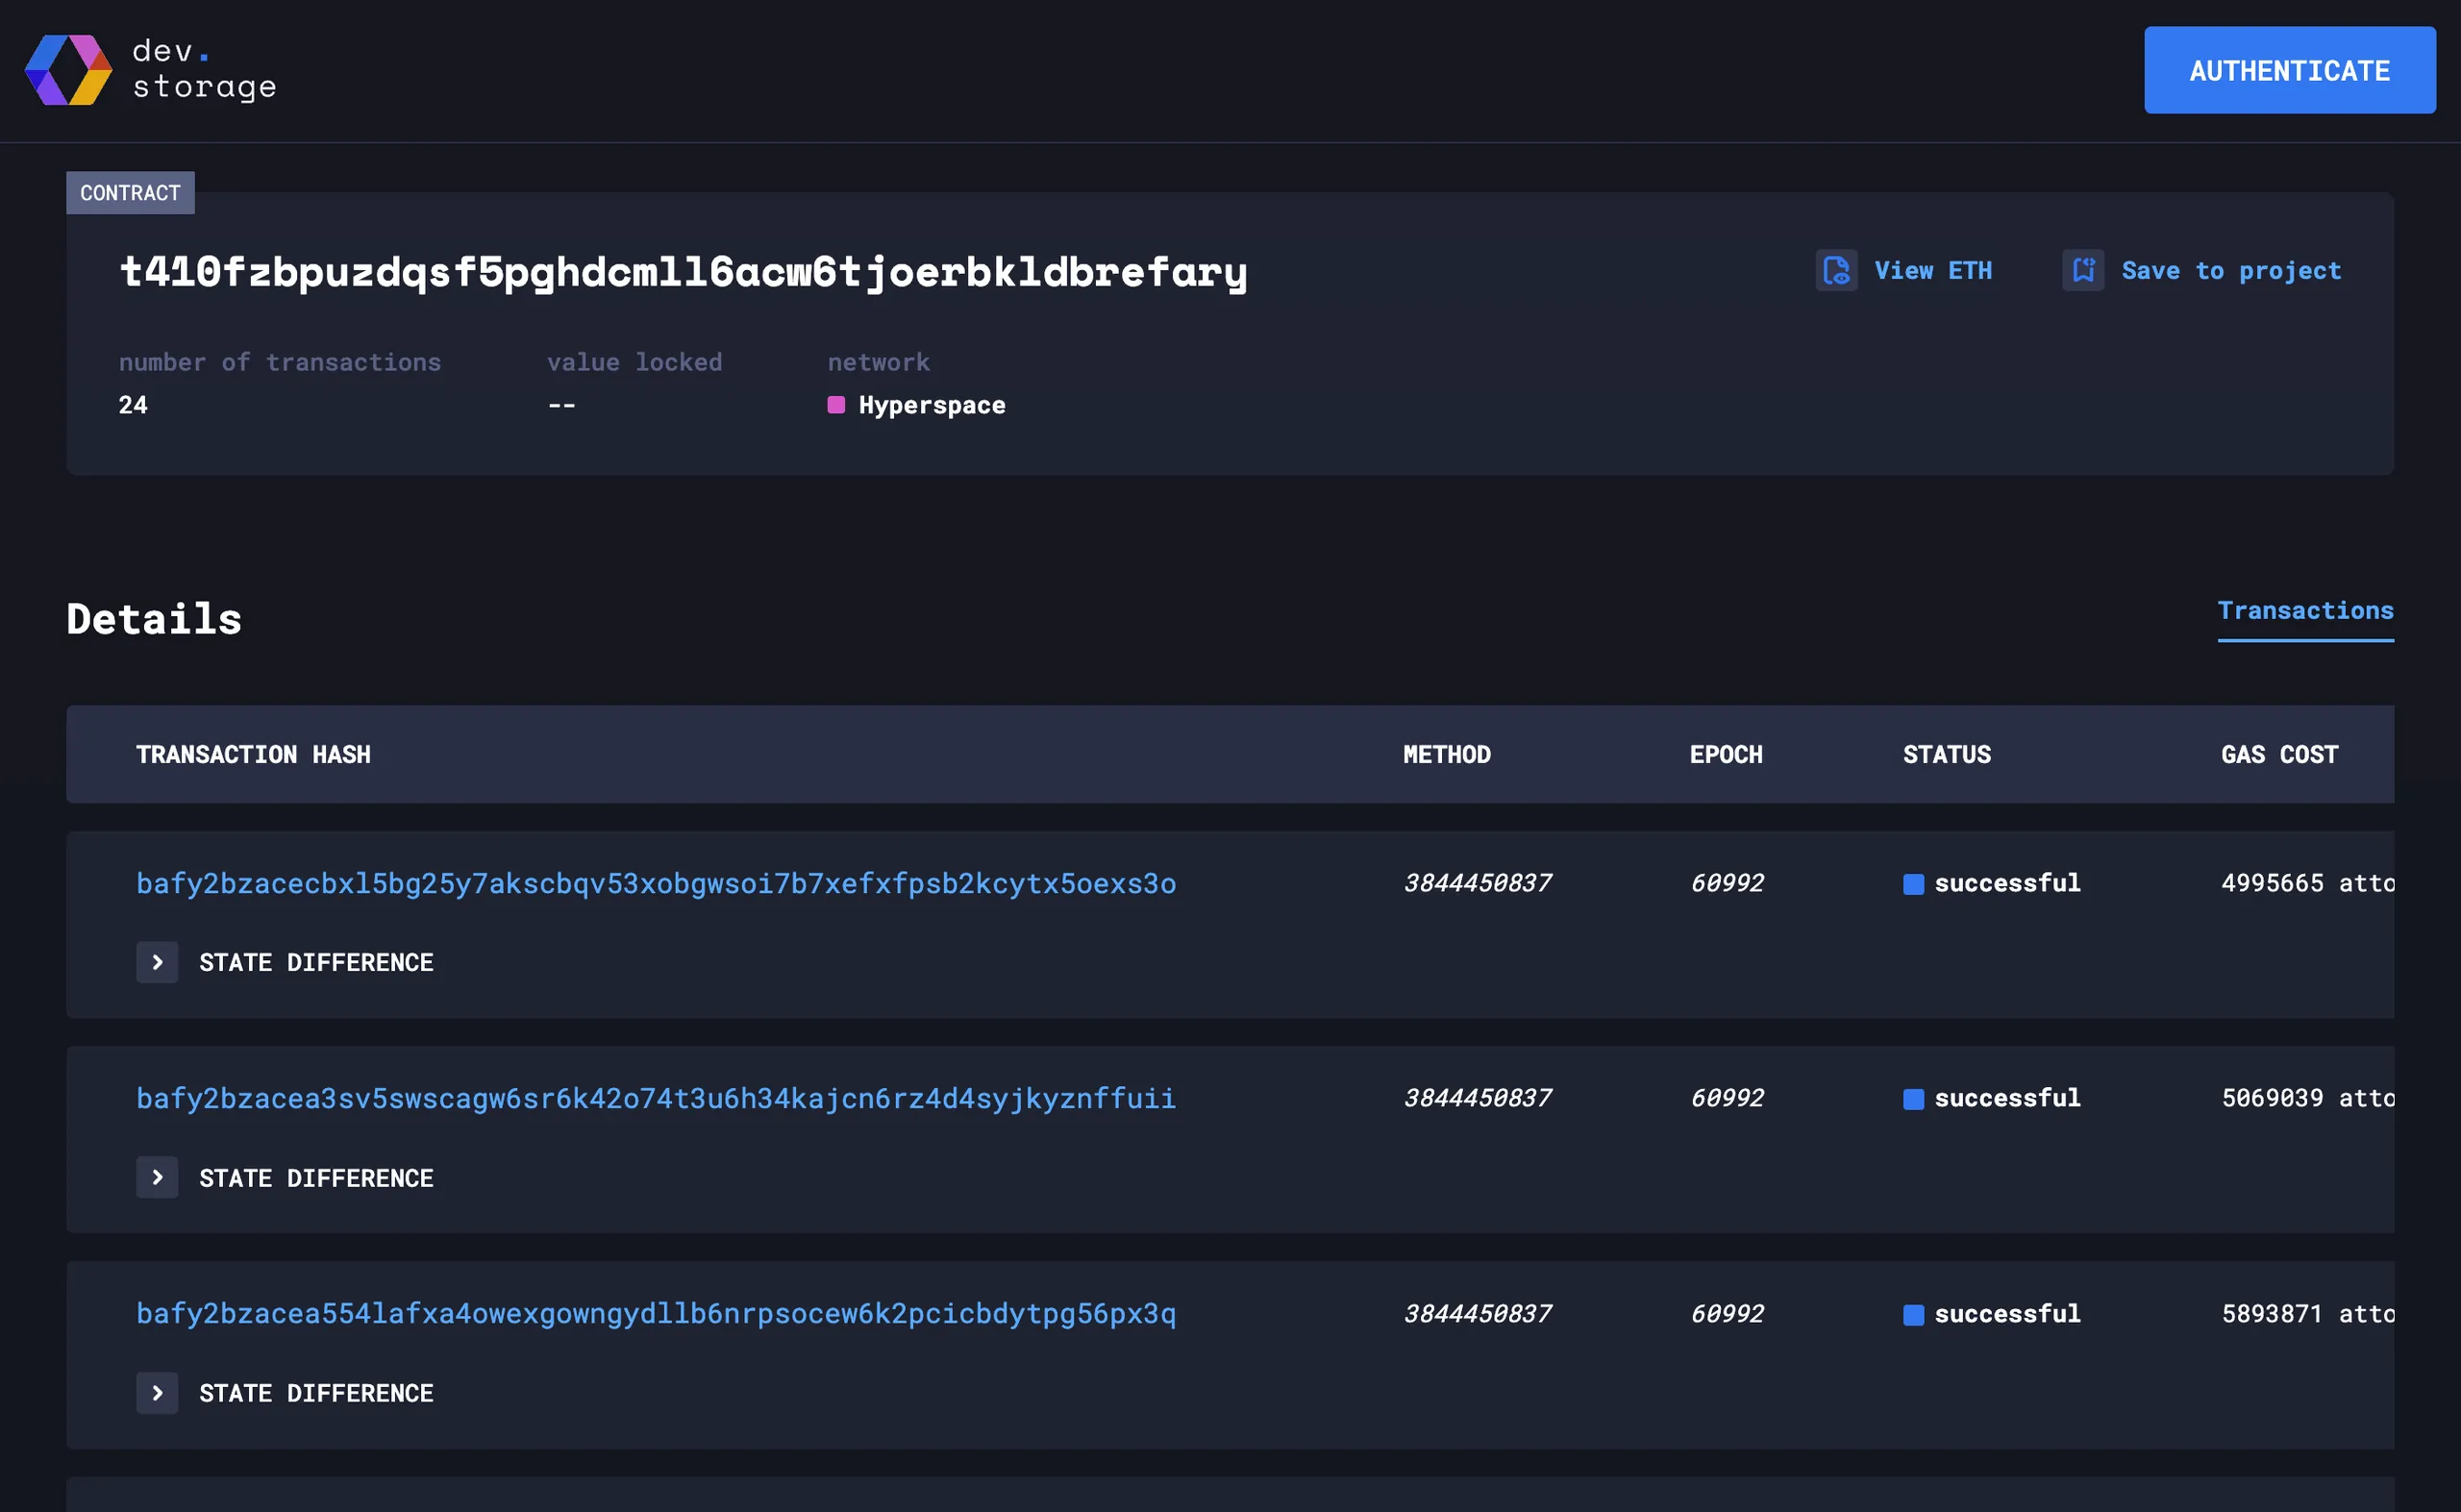 dev.
storage
AUTHENTICATE
CONTRACT
t410fzbpuzdqsf5pghdcmll6acw6tjoerbkldbrefary
View ETH
Save to project
number of transactions
value locked
network
24
--
Hyperspace
Details
Transactions
TRANSACTION HASH METHOD EPOCH STATUS GAS COST
bafy2bzacecbxl5bg25y7akscbqv53xobgwsoi7b7xefxfpsb2kcytx5oexs3o 3844450837 60992 successful 4995665 atto
STATE DIFFERENCE
bafy2bzacea3sv5swscagw6sr6k42o74t3u6h34kajcn6rz4d4syjkyznffuii 3844450837 60992 successful 5069039 atto
STATE DIFFERENCE
bafy2bzacea554lafxa4owexgowngydllb6nrpsocew6k2pcicbdytpg56px3q 3844450837 60992 successful 5893871 atto
STATE DIFFERENCE